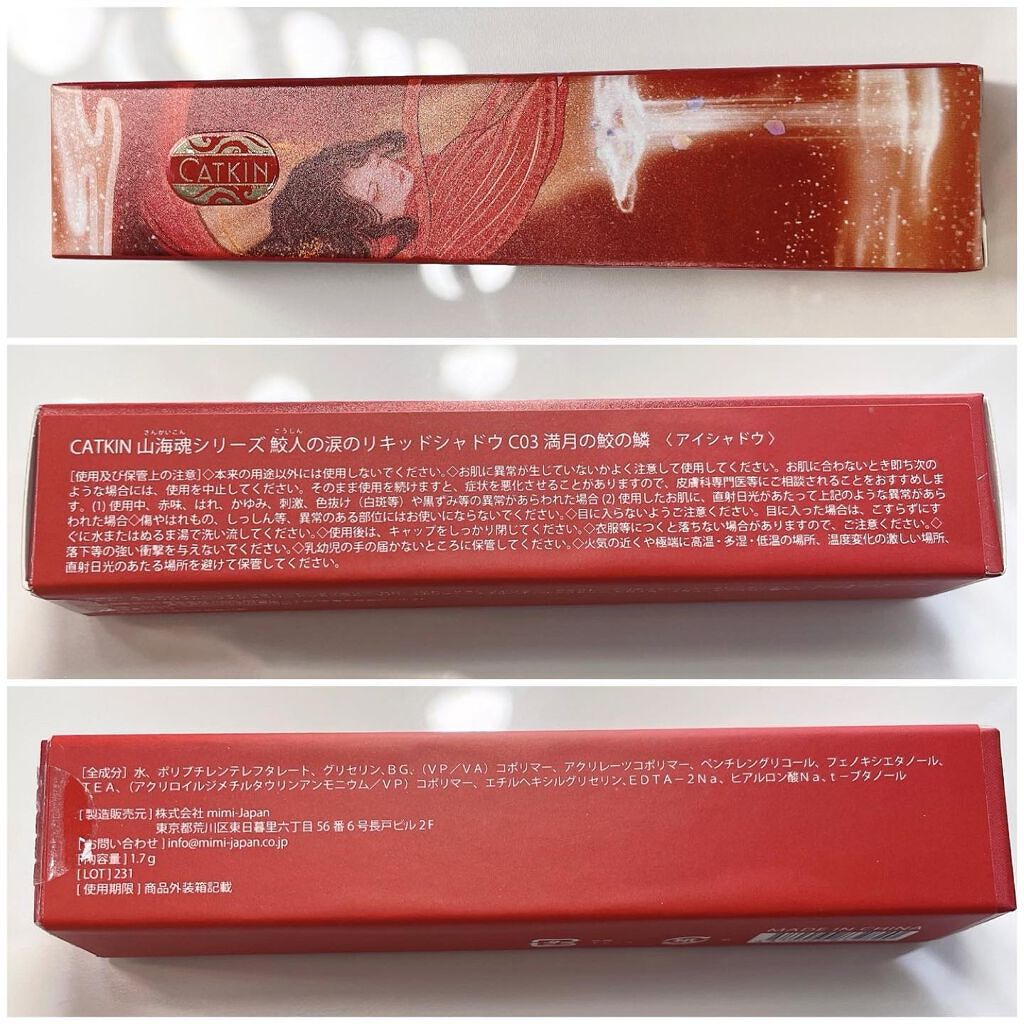 CATKIN
さんかいこん こうじん
CATKIN 山海魂シリーズ 鮫人の涙のリキッドシャドウ C03 満月の鮫の鱗 〈アイシャドウ〉
[使用及び保管上の注意]◇本来の用途以外には使用しないでください。◇お肌に異常が生じていないかよく注意して使用してください。お肌に合わないとき即ち次の
ような場合には、使用を中止してください。そのまま使用を続けますと、症状を悪化させることがありますので、皮膚科専門医等にご相談されることをおすすめしま
す。(1) 使用中、赤味、はれ、かゆみ、刺激、色抜け（白斑等）や黒ずみ等の異常があらわれた場合 (2) 使用したお肌に、直射日光があたって上記のような異常があら
われた場合◇傷やはれもの、しっしん等、異常のある部位にはお使いにならないでください。◇目に入らないようご注意ください。目に入った場合は、こすらずにす
ぐに水またはぬるま湯で洗い流してください。◇使用後は、キャップをしっかり閉じてください。◇衣服等につくと落ちない場合がありますので、ご注意ください。◇
落下等の強い衝撃を与えないでください。◇乳幼児の手の届かないところに保管してください。◇火気の近くや極端に高温・多湿・低温の場所、温度変化の激しい場所、
直射日光のあたる場所を避けて保管してください。
[全成分] 水、ポリブチレンテレフタレート、グリセリン、BG、(VP／VA) コポリマー、アクリレーツコポリマー、ペンチレングリコール、フェノキシエタノール、
TEA、(アクリロイルジメチルタウリンアンモニウム／VP) コポリマー、エチルヘキシルグリセリン、EDTA－2Na、ヒアルロン酸Na、t－ブタノール
[製造販売元] 株式会社 mimi-Japan
東京都荒川区東日暮里六丁目 56 番 6 号長戸ビル 2F
[お問い合わせ] info@mimi-japan.co.jp
[内容量] 1.7 g
[LOT] 231
[使用期限] 商品外装箱記載
MADE IN CHINA